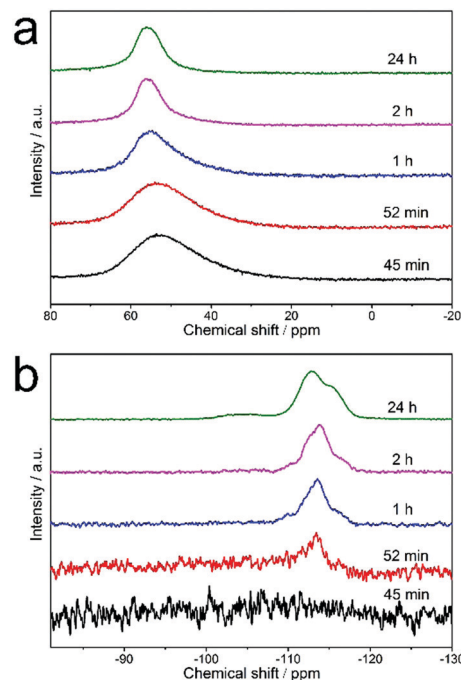 a
24 h
2 h
1 h
52 min
45 min
Intensity / a.u.
80 60 40 20 0 -20
Chemical shift / ppm
b
24 h
2 h
1 h
52 min
45 min
Intensity / a.u.
-90 -100 -110 -120 -130
Chemical shift / ppm